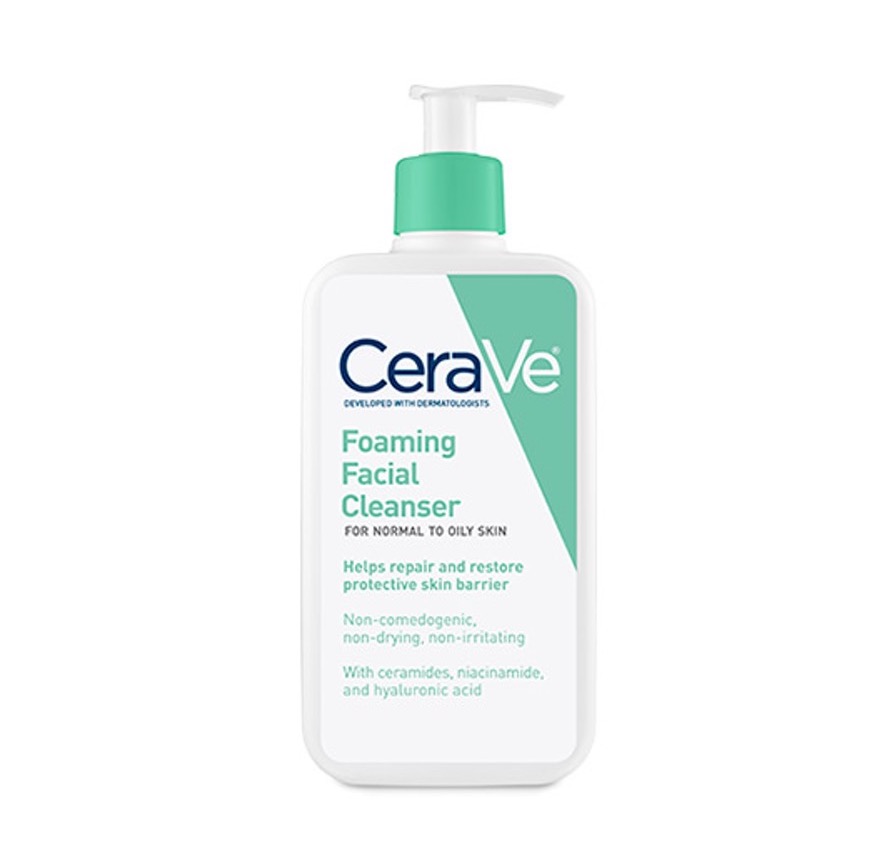 CeraVe®
DEVELOPED WITH DERMATOLOGISTS
Foaming
Facial
Cleanser
FOR NORMAL TO OILY SKIN
Helps repair and restore
protective skin barrier
Non-comedogenic,
non-drying, non-irritating
With ceramides, niacinamide,
and hyaluronic acid